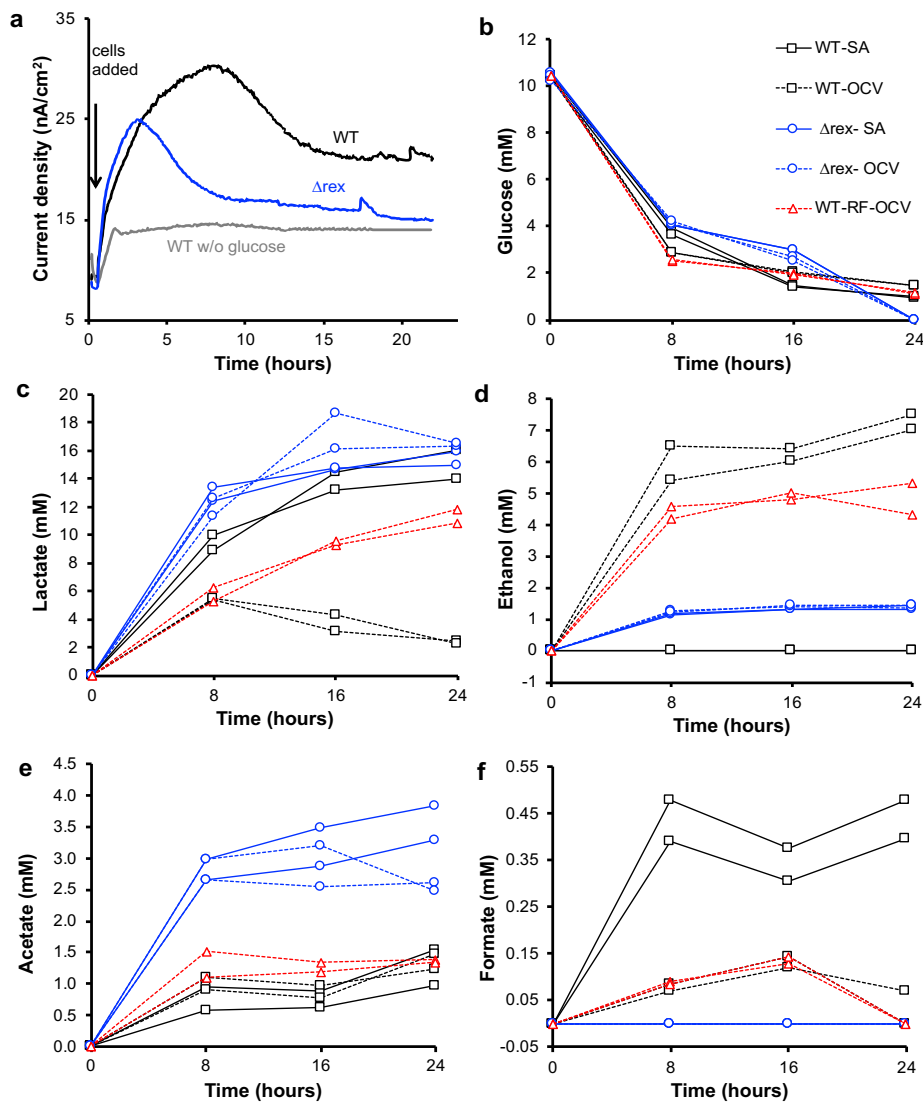 a
35
25
15
5
Current density (nA/cm²)
cells
added
WT
Δrex
WT w/o glucose
0 5 10 15 20
Time (hours)
b
12
10
8
6
4
2
0
Glucose (mM)
WT-SA
WT-OCV
Δrex- SA
Δrex- OCV
WT-RF-OCV
0 8 16 24
Time (hours)
c
20
18
16
14
12
10
8
6
4
2
0
Lactate (mM)
0 8 16 24
Time (hours)
d
8
7
6
5
4
3
2
1
0
-1
Ethanol (mM)
0 8 16 24
Time (hours)
e
4.5
4.0
3.5
3.0
2.5
2.0
1.5
1.0
0.5
0.0
Acetate (mM)
0 8 16 24
Time (hours)
f
0.55
0.45
0.35
0.25
0.15
0.05
-0.05
Formate (mM)
0 8 16 24
Time (hours)